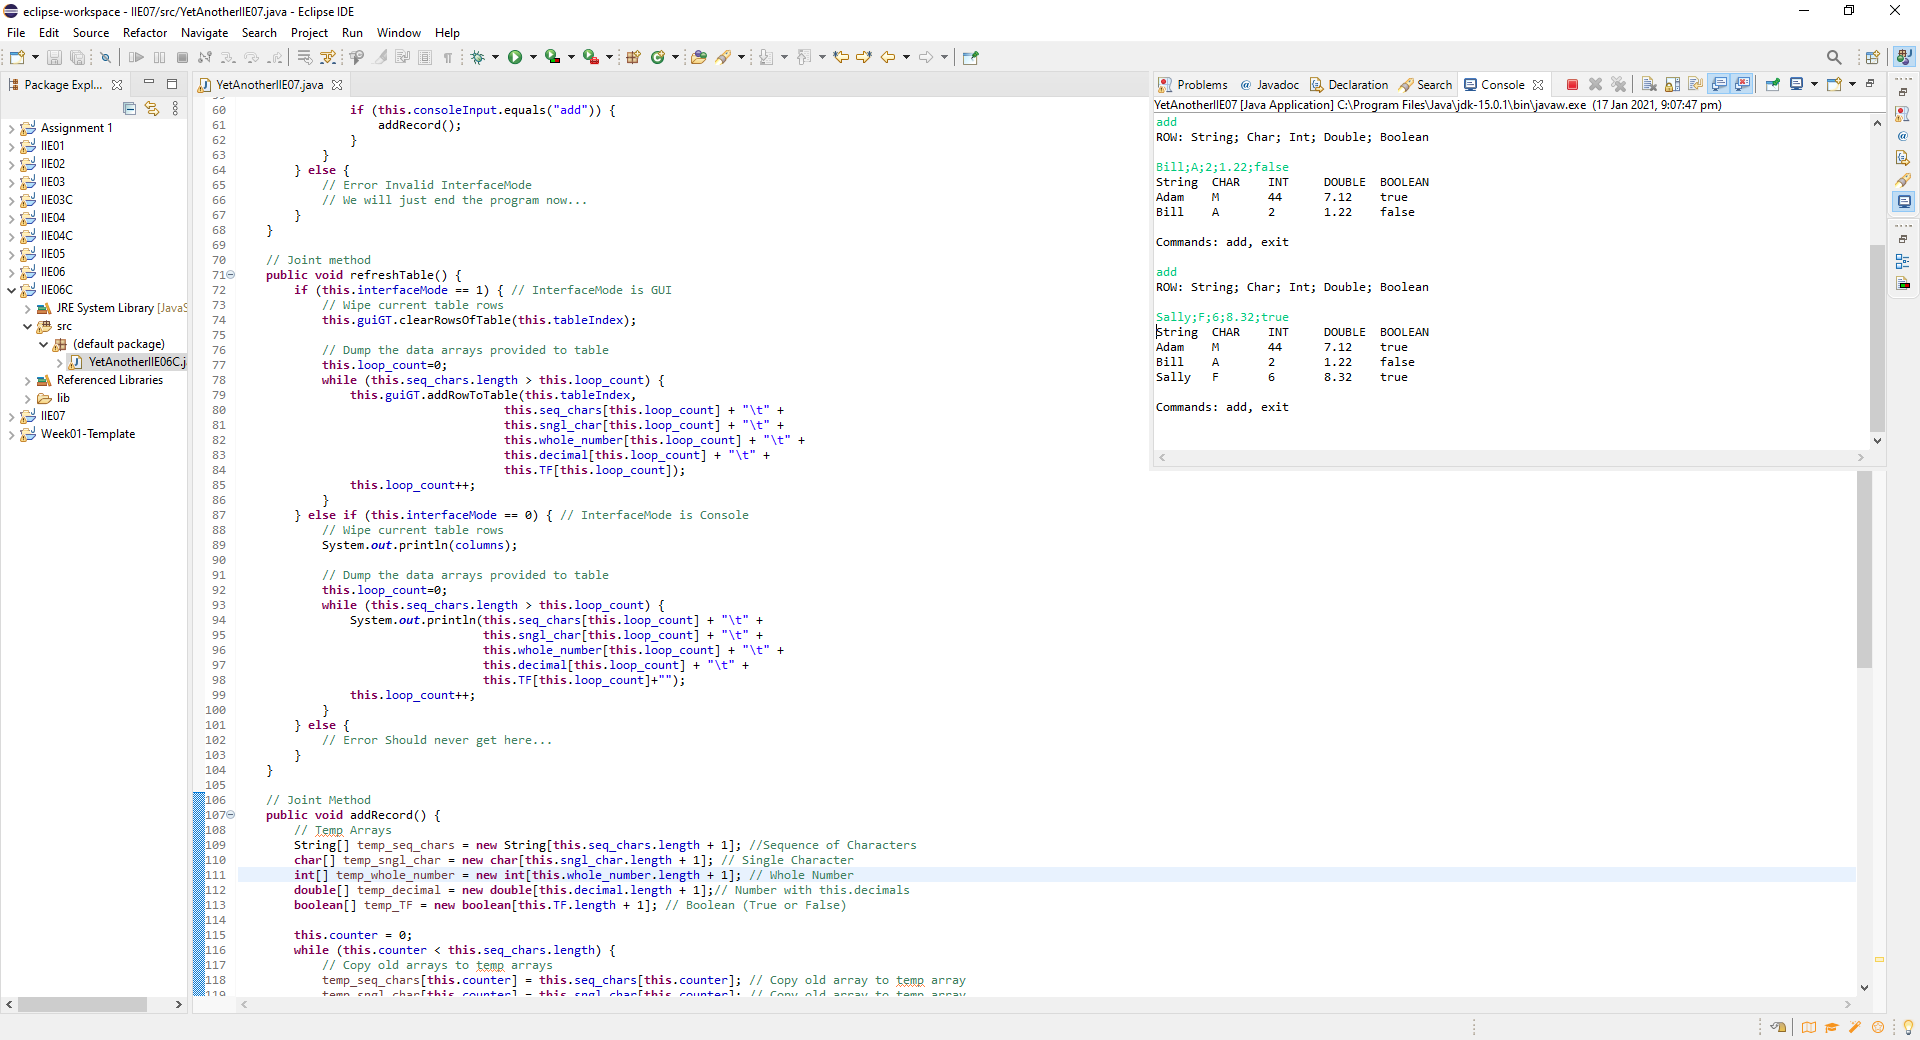 eclipse-workspace - IIE07/src/YetAnotherIIE07.java - Eclipse IDE
File Edit Source Refactor Navigate Search Project Run Window Help
Package Expl...
Assignment 1
IIE01
IIE02
IIE03
IIE03C
IIE04
IIE04C
IIE05
IIE06
IIE06C
JRE System Library [JavaS
src
(default package)
YetAnotherIIE06C.j
Referenced Libraries
lib
IIE07
Week01-Template
YetAnotherIIE07.java
60 if (this.consoleInput.equals("add")) {
61 addRecord();
62 }
63 }
64 } else {
65 // Error Invalid InterfaceMode
66 // We will just end the program now...
67 }
68 }
69
70 // Joint method
71 public void refreshTable() {
72 if (this.interfaceMode == 1) { // InterfaceMode is GUI
73 // Wipe current table rows
74 this.guiGT.clearRowsOfTable(this.tableIndex);
75
76 // Dump the data arrays provided to table
77 this.loop_count=0;
78 while (this.seq_chars.length > this.loop_count) {
79 this.guiGT.addRowToTable(this.tableIndex,
80 this.seq_chars[this.loop_count] + "\t" +
81 this.sngl_char[this.loop_count] + "\t" +
82 this.whole_number[this.loop_count] + "\t" +
83 this.decimal[this.loop_count] + "\t" +
84 this.TF[this.loop_count]);
85 this.loop_count++;
86 }
87 } else if (this.interfaceMode == 0) { // InterfaceMode is Console
88 // Wipe current table rows
89 System.out.println(columns);
90
91 // Dump the data arrays provided to table
92 this.loop_count=0;
93 while (this.seq_chars.length > this.loop_count) {
94 System.out.println(this.seq_chars[this.loop_count] + "\t" +
95 this.sngl_char[this.loop_count] + "\t" +
96 this.whole_number[this.loop_count] + "\t" +
97 this.decimal[this.loop_count] + "\t" +
98 this.TF[this.loop_count]+"");
99 this.loop_count++;
100 }
101 } else {
102 // Error Should never get here...
103 }
104 }
105
106 // Joint Method
107 public void addRecord() {
108 // Temp Arrays
109 String[] temp_seq_chars = new String[this.seq_chars.length + 1]; //Sequence of Characters
110 char[] temp_sngl_char = new char[this.sngl_char.length + 1]; // Single Character
111 int[] temp_whole_number = new int[this.whole_number.length + 1]; // Whole Number
112 double[] temp_decimal = new double[this.decimal.length + 1];// Number with this.decimals
113 boolean[] temp_TF = new boolean[this.TF.length + 1]; // Boolean (True or False)
114
115 this.counter = 0;
116 while (this.counter < this.seq_chars.length) {
117 // Copy old arrays to temp arrays
118 temp_seq_chars[this.counter] = this.seq_chars[this.counter]; // Copy old array to temp array
119 temp_sngl_char[this.counter] = this.sngl_char[this.counter]; // Copy old array to temp array
Problems Javadoc Declaration Search Console
YetAnotherIIE07 [Java Application] C:\Program Files\Java\jdk-15.0.1\bin\javaw.exe (17 Jan 2021, 9:07:47 pm)
add
ROW: String; Char; Int; Double; Boolean
Bill;A;2;1.22;false
String CHAR INT DOUBLE BOOLEAN
Adam M 44 7.12 true
Bill A 2 1.22 false
Commands: add, exit
add
ROW: String; Char; Int; Double; Boolean
Sally;F;6;8.32;true
String CHAR INT DOUBLE BOOLEAN
Adam M 44 7.12 true
Bill A 2 1.22 false
Sally F 6 8.32 true
Commands: add, exit